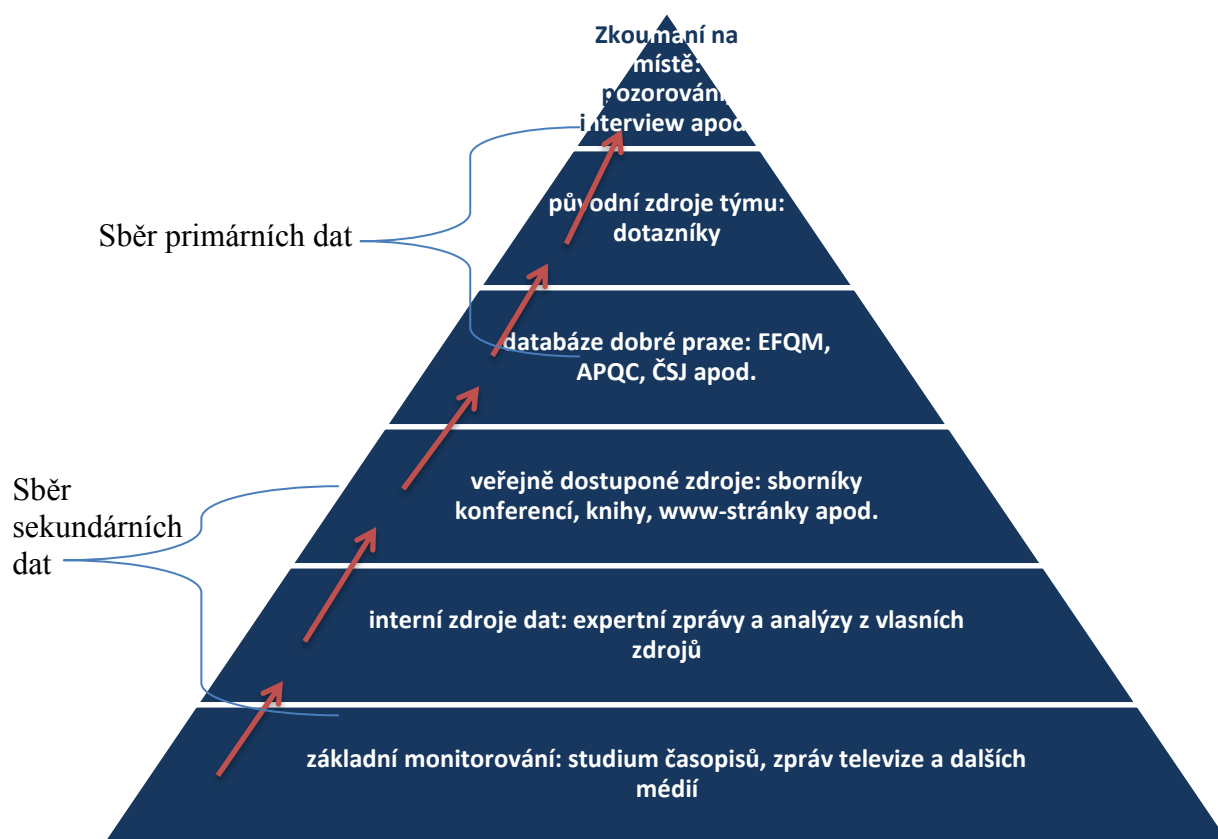 Zkoumání na
místě:
pozorování,
interview apod.
původní zdroje týmu:
dotazníky
Sběr primárních dat
databáze dobré praxe: EFQM,
APQC, ČSJ apod.
veřejně dostuponé zdroje: sborníky
konferencí, knihy, www-stránky apod.
Sběr
sekundárních
dat
interní zdroje dat: expertní zprávy a analýzy z vlasních
zdrojů
základní monitorování: studium časopisů, zpráv televize a dalších
médií